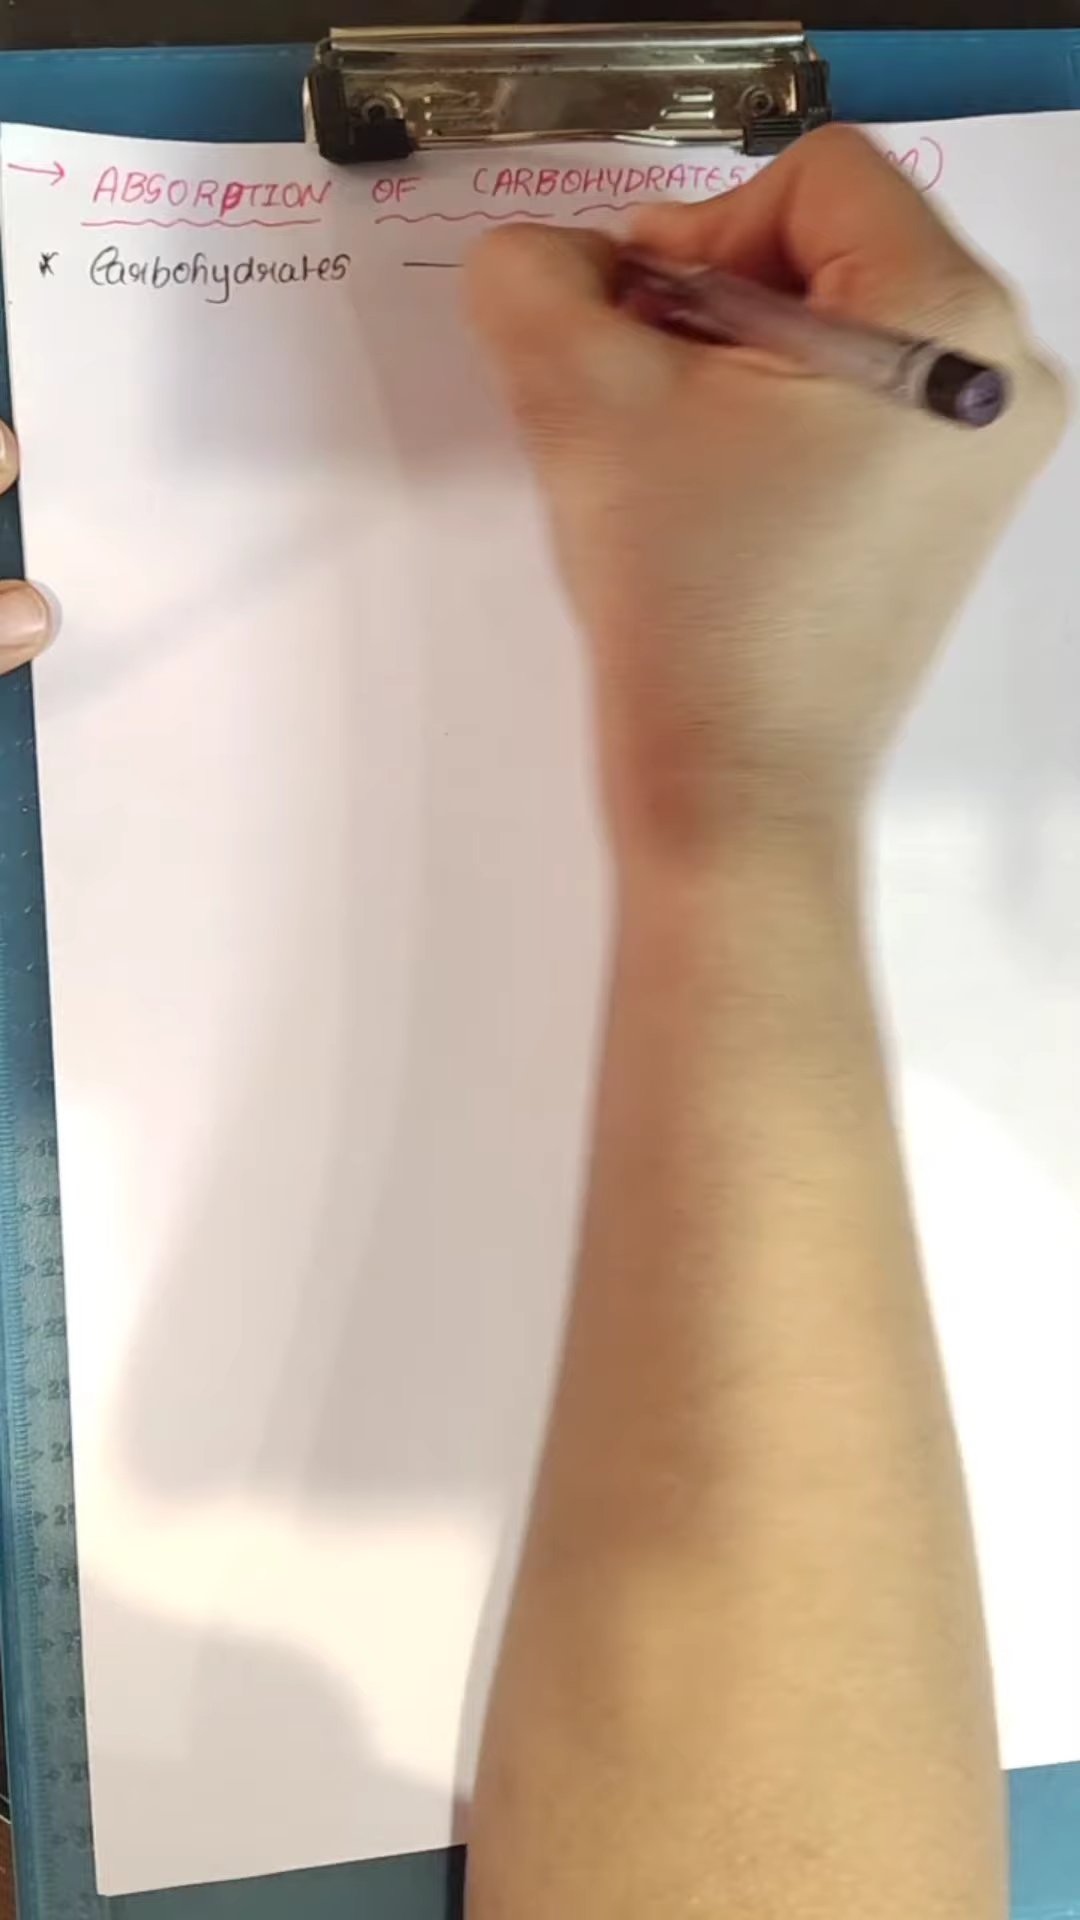 → ABSORPTION OF CARBOHYDRATES
* Carbohydrates —